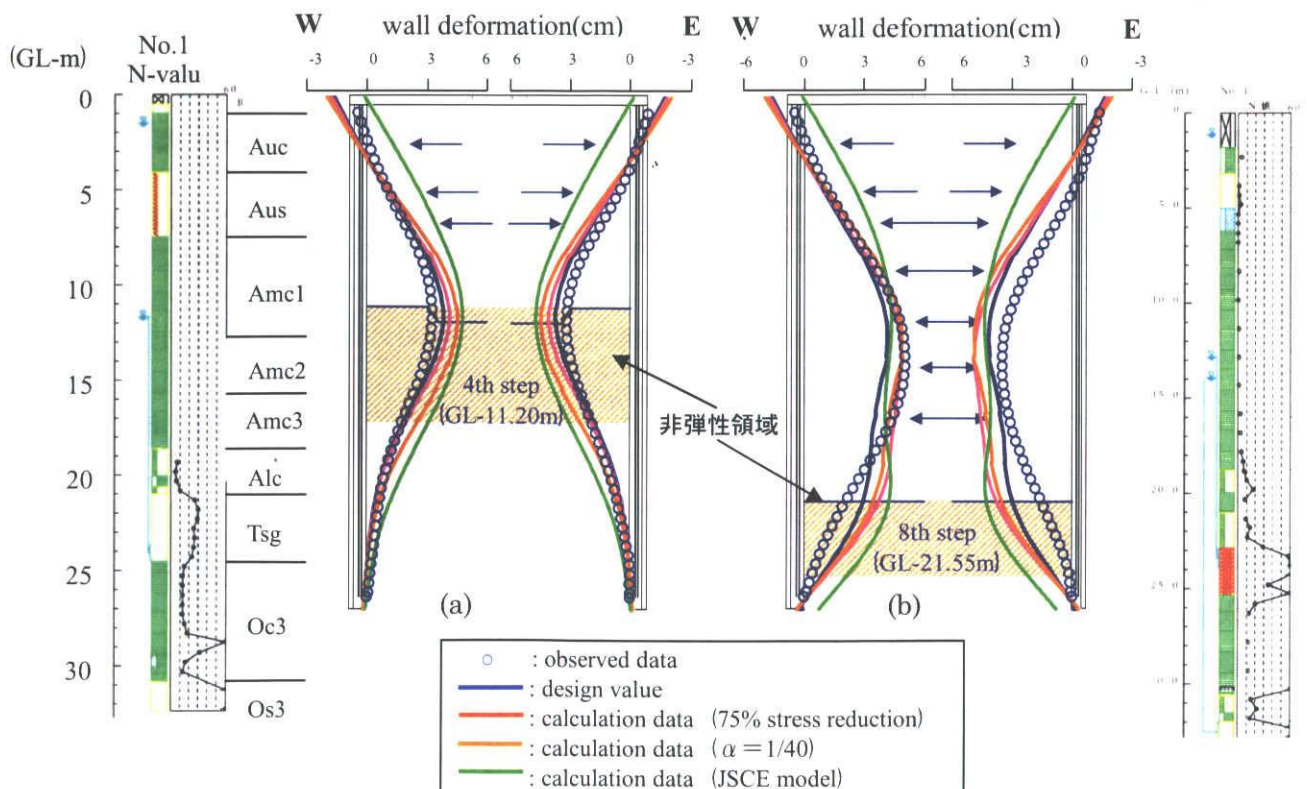 W wall deformation(cm) E
W wall deformation(cm) E
(GL-m)
No.1
N-valu
-3 0 3 6 6 3 0 -3
-6 -3 0 3 6 6 3 0 -3
0
5
10
15
20
25
30
Auc
Aus
Amc1
Amc2
Amc3
Alc
Tsg
Oc3
Os3
4th step
(GL-11.20m)
非弾性領域
8th step
(GL-21.55m)
(a)
(b)
No. 1
: observed data
: design value
: calculation data (75% stress reduction)
: calculation data (α＝1/40)
: calculation data (JSCE model)